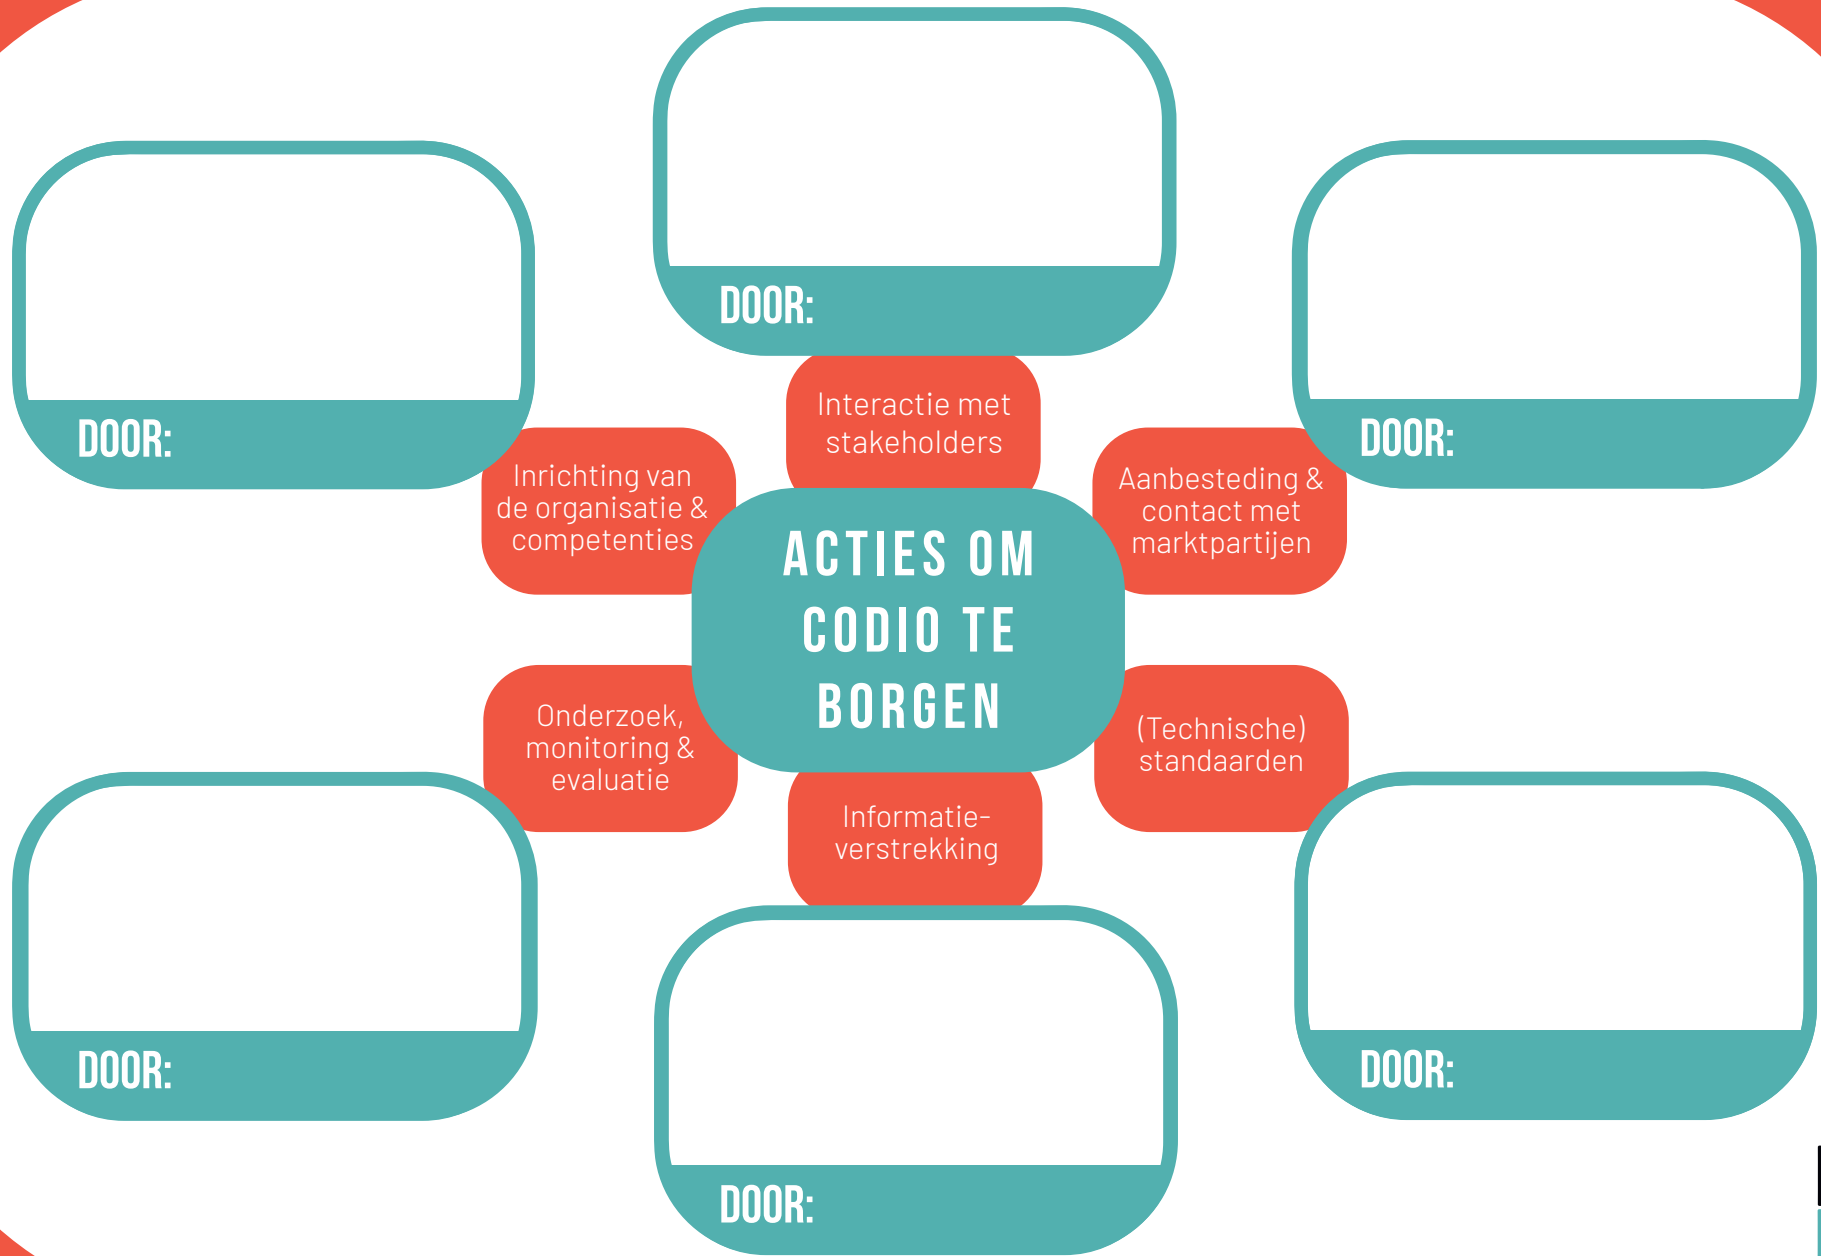 DOOR:
DOOR:
DOOR:
Interactie met
stakeholders
Inrichting van
de organisatie &
competenties
Aanbesteding &
contact met
marktpartijen
ACTIES OM
CODIO TE
BORGEN
Onderzoek,
monitoring &
evaluatie
(Technische)
standaarden
Informatie-
verstrekking
DOOR:
DOOR:
DOOR: